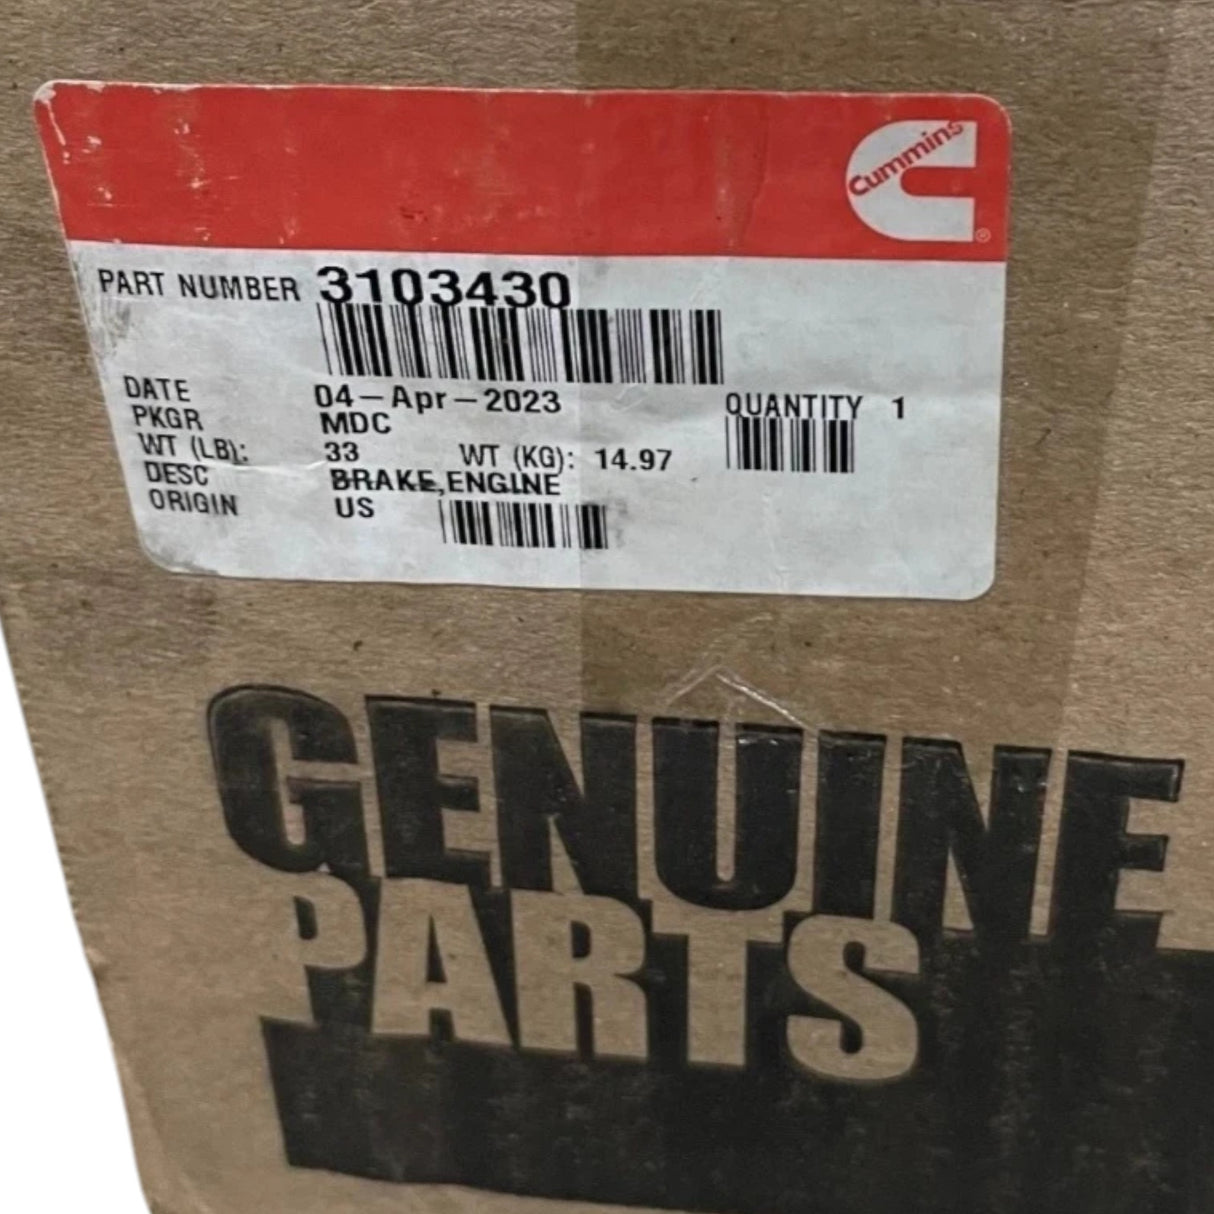 Cummins
®
PART NUMBER 3103430
DATE 04-Apr-2023
QUANTITY 1
PKGR MDC
WT (LB): 33 WT (KG): 14.97
DESC BRAKE,ENGINE
ORIGIN US
GENUINE
PARTS